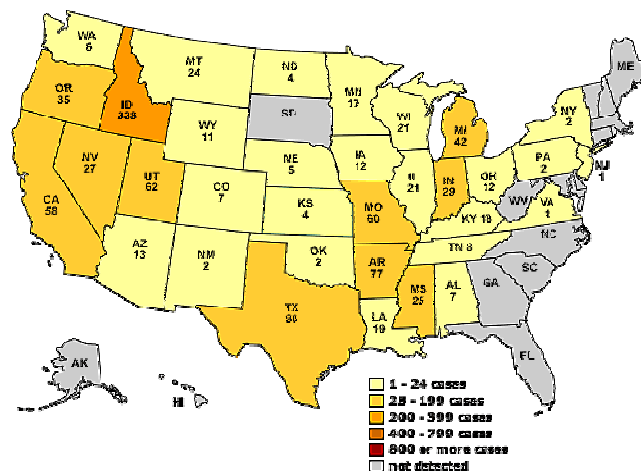 WA
6
MT
24
ND
4
MN
ME
OR
35
ID
338
SD
WI
21
MI
42
NY
2
WY
11
NE
5
IA
12
PA
2
NJ
1
NV
27
UT
62
CO
7
IL
21
IN
29
OH
12
CA
58
KS
4
MO
60
KY 19
WV
VA
1
AZ
13
NM
2
OK
2
AR
77
TN 8
NC
SC
TX
MS
25
AL
7
GA
LA
19
FL
AK
HI
1 - 24 cases
25 - 199 cases
200 - 399 cases
400 - 799 cases
800 or more cases
not detected